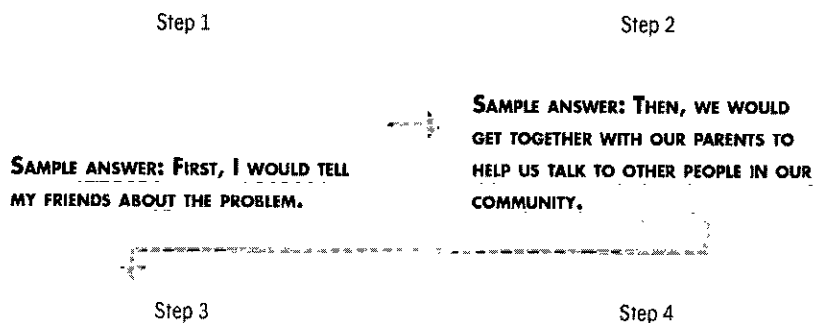 Step 1
Step 2
SAMPLE ANSWER: FIRST, I WOULD TELL
MY FRIENDS ABOUT THE PROBLEM.
SAMPLE ANSWER: THEN, WE WOULD
GET TOGETHER WITH OUR PARENTS TO
HELP US TALK TO OTHER PEOPLE IN OUR
COMMUNITY.
Step 3
Step 4